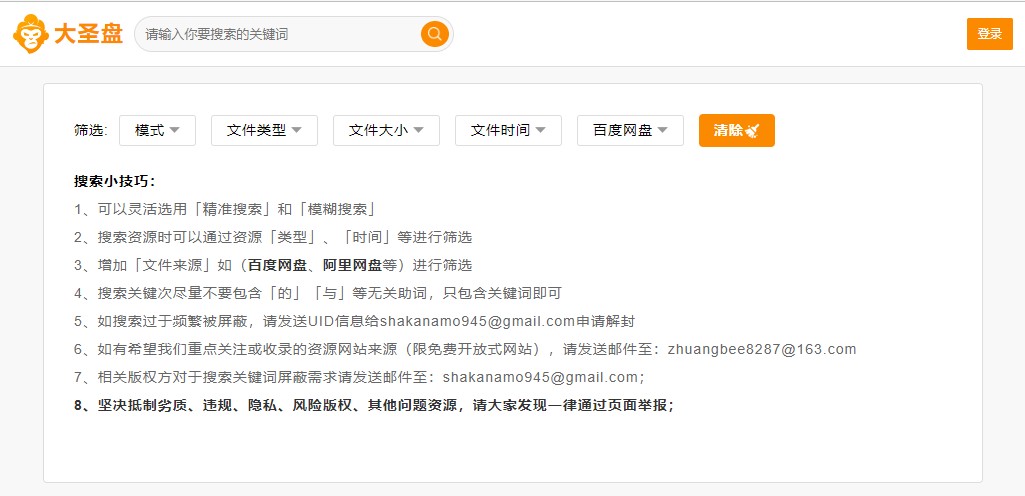 大圣盘
请输入你要搜索的关键词
登录
筛选: 模式 文件类型 文件大小 文件时间 百度网盘 清除
搜索小技巧：
1、可以灵活选用「精准搜索」和「模糊搜索」
2、搜索资源时可以通过资源「类型」、「时间」等进行筛选
3、增加「文件来源」如（百度网盘、阿里网盘等）进行筛选
4、搜索关键次尽量不要包含「的」「与」等无关助词，只包含关键词即可
5、如搜索过于频繁被屏蔽，请发送UID信息给shakanamo945@gmail.com申请解封
6、如有希望我们重点关注或收录的资源网站来源（限免费开放式网站），请发送邮件至：zhuangbee8287@163.com
7、相关版权方对于搜索关键词屏蔽需求请发送邮件至：shakanamo945@gmail.com；
8、坚决抵制劣质、违规、隐私、风险版权、其他问题资源，请大家发现一律通过页面举报；